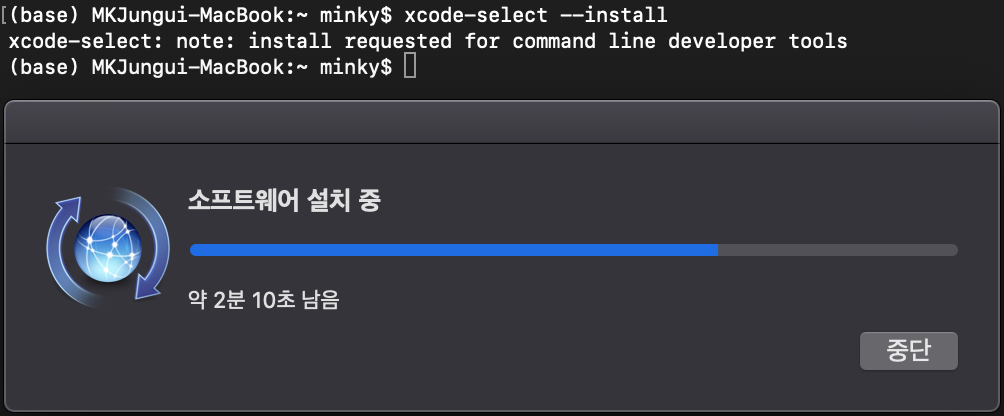 [(base) MKJungui-MacBook:~ minky$ xcode-select --install
xcode-select: note: install requested for command line developer tools
(base) MKJungui-MacBook:~ minky$
소프트웨어 설치 중
약 2분 10초 남음
중단